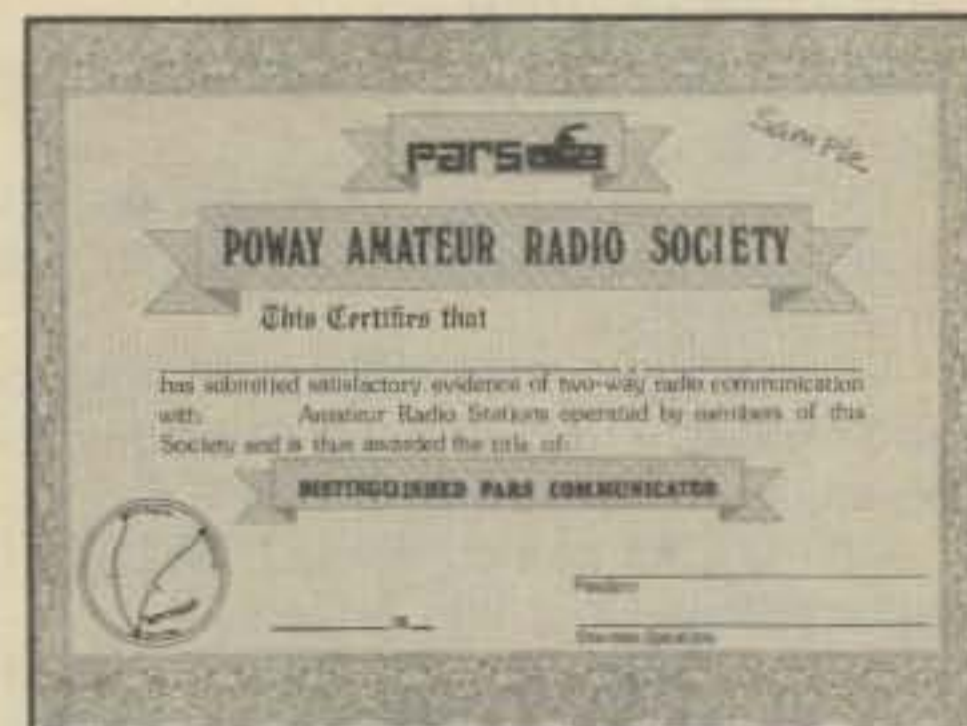 Sample
pars
POWAY AMATEUR RADIO SOCIETY
This Certifies that
has submitted satisfactory evidence of two-way radio communication
with Amateur Radio Stations operated by members of this
Society and is thus awarded the title of:
DISTINGUISHED PARS COMMUNICATOR
President